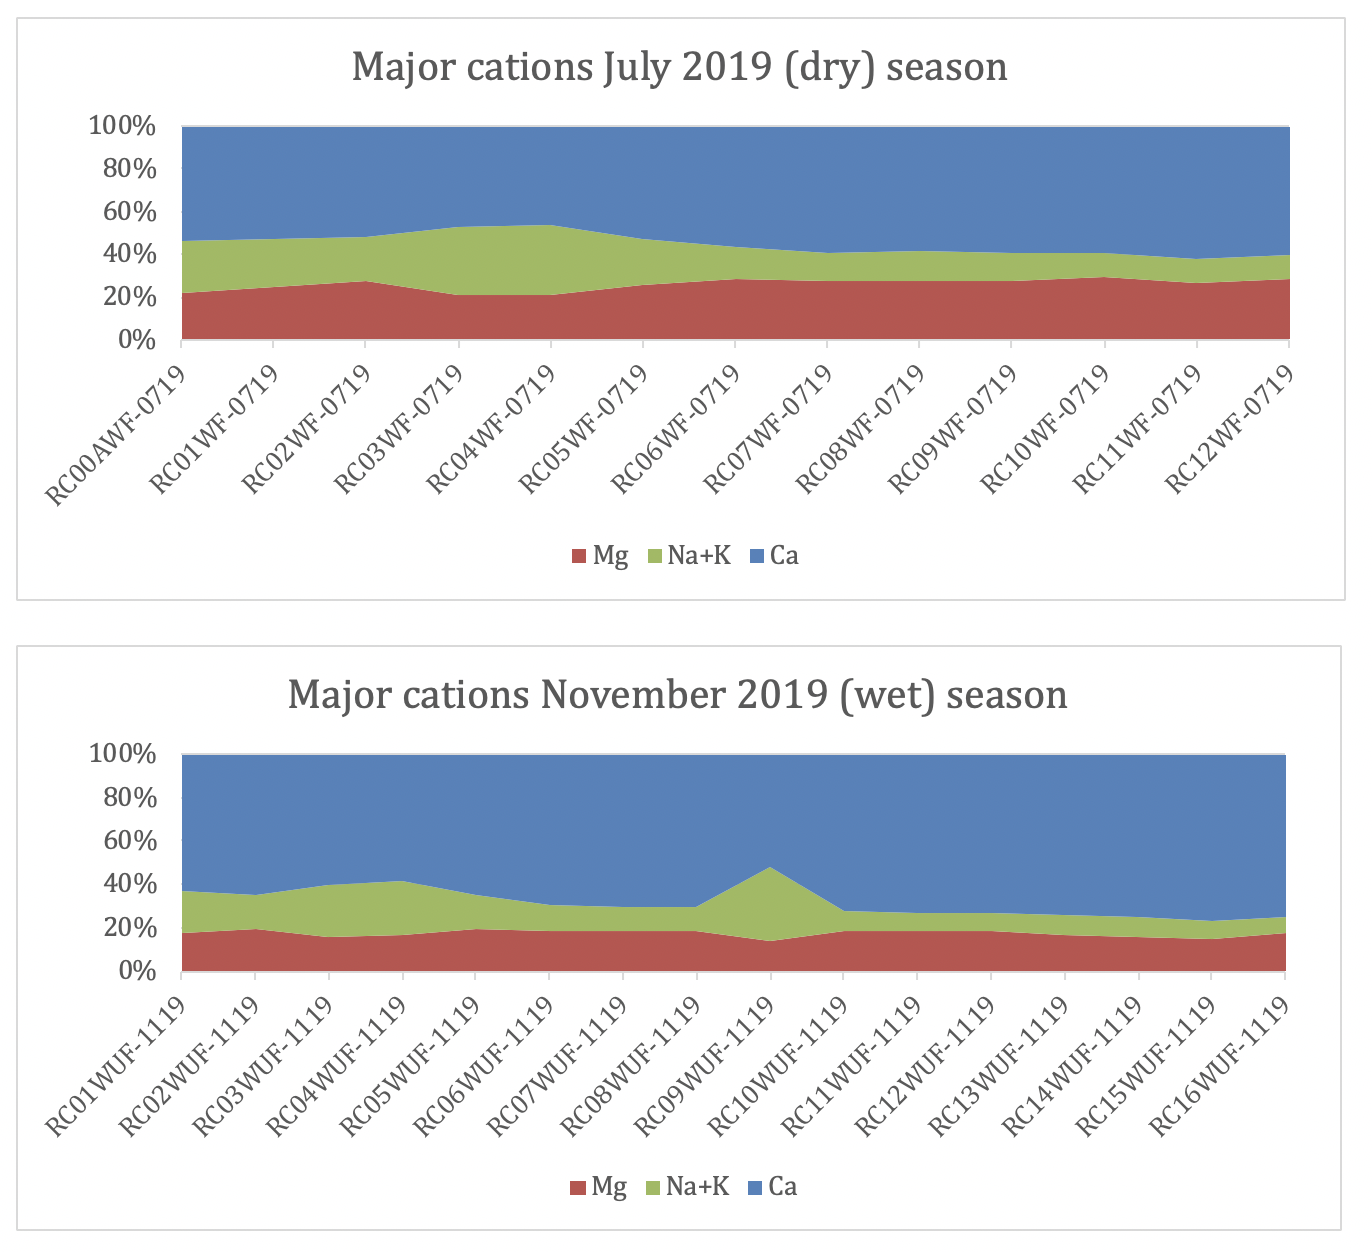 Major cations July 2019 (dry) season
100%
80%
60%
40%
20%
0%
RC00AWF-0719
RC01WF-0719
RC02WF-0719
RC03WF-0719
RC04WF-0719
RC05WF-0719
RC06WF-0719
RC07WF-0719
RC08WF-0719
RC09WF-0719
RC10WF-0719
RC11WF-0719
RC12WF-0719
Mg Na+K Ca
Major cations November 2019 (wet) season
100%
80%
60%
40%
20%
0%
RC01WUF-1119
RC02WUF-1119
RC03WUF-1119
RC04WUF-1119
RC05WUF-1119
RC06WUF-1119
RC07WUF-1119
RC08WUF-1119
RC09WUF-1119
RC10WUF-1119
RC11WUF-1119
RC12WUF-1119
RC13WUF-1119
RC14WUF-1119
RC15WUF-1119
RC16WUF-1119
Mg Na+K Ca